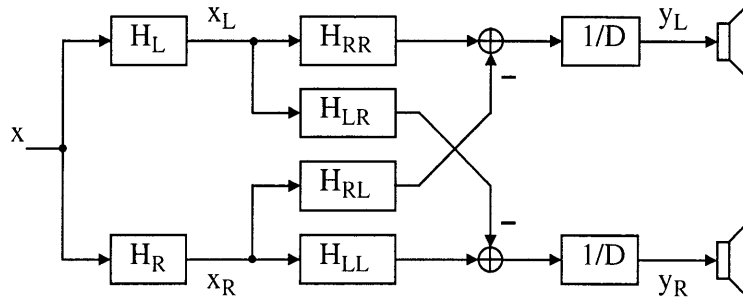 x_L
y_L
H_L
H_RR
1/D
−
H_LR
x
H_RL
−
H_R
H_LL
1/D
x_R
y_R